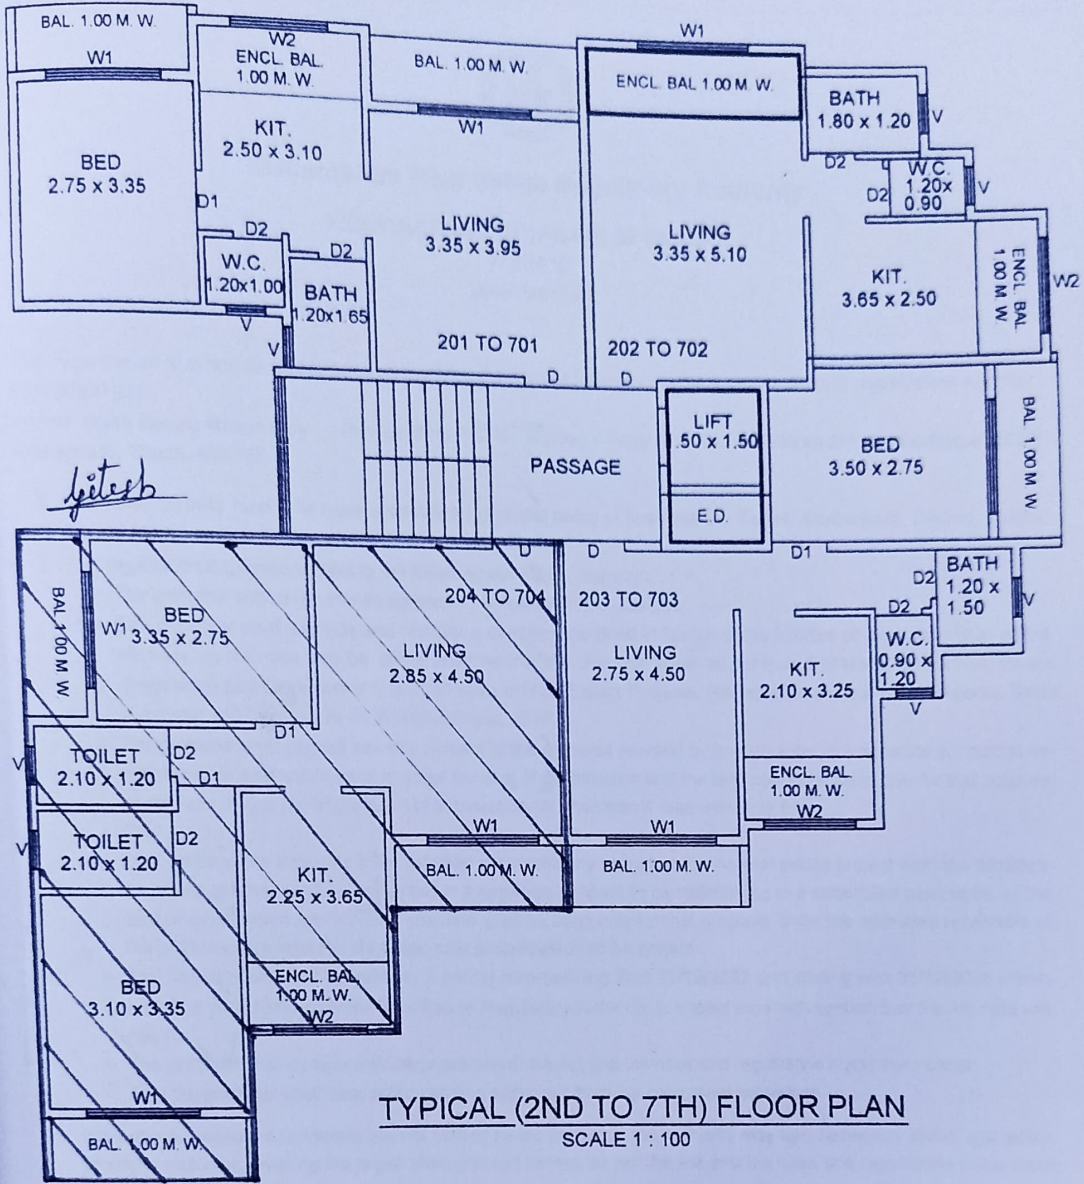 BAL. 1.00 M. W.
W1
BED
2.75 x 3.35
D1
W2
ENCL. BAL.
1.00 M. W.
KIT.
2.50 x 3.10
BAL. 1.00 M. W.
W1
LIVING
3.35 x 3.95
201 TO 701
D
D2
W.C.
1.20x1.00
V
D2
BATH
1.20x1.65
V
W1
ENCL. BAL 1.00 M. W.
LIVING
3.35 x 5.10
202 TO 702
D
BATH
1.80 x 1.20
V
D2
W.C.
1.20x
0.90
D2
V
KIT.
3.65 x 2.50
ENCL. BAL
1.00 M. W.
W2
LIFT
.50 x 1.50
E.D
PASSAGE
BED
3.50 x 2.75
BAL. 1.00 M W
D1
Gitesh
BAL. 1.00 M W
W1
BED
3.35 x 2.75
D1
D
204 TO 704
LIVING
2.85 x 4.50
W1
BAL. 1.00 M. W.
D
203 TO 703
LIVING
2.75 x 4.50
W1
BAL. 1.00 M. W.
KIT.
2.10 x 3.25
ENCL. BAL
1.00 M. W.
W2
D2
BATH
1.20 x
1.50
V
D2
W.C.
0.90 x
1.20
V
TOILET
2.10 x 1.20
V
D2
D1
TOILET
2.10 x 1.20
V
D2
KIT.
2.25 x 3.65
ENCL. BAL
1.00 M. W.
W2
BED
3.10 x 3.35
W1
BAL. 1.00 M. W.
TYPICAL (2ND TO 7TH) FLOOR PLAN
SCALE 1 : 100